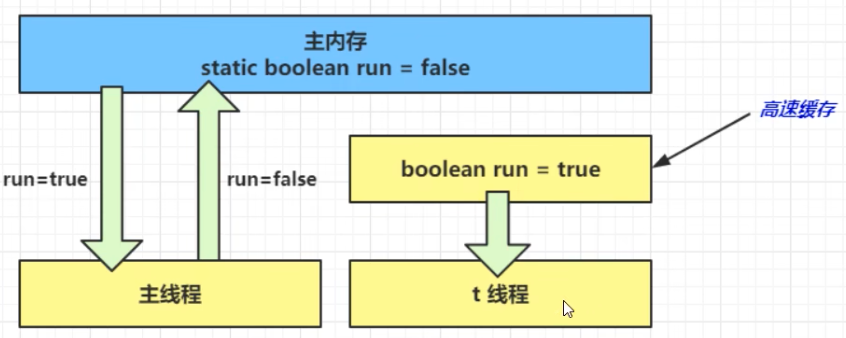 主内存
static boolean run = false
高速缓存
boolean run = true
run=true
run=false
主线程
t 线程